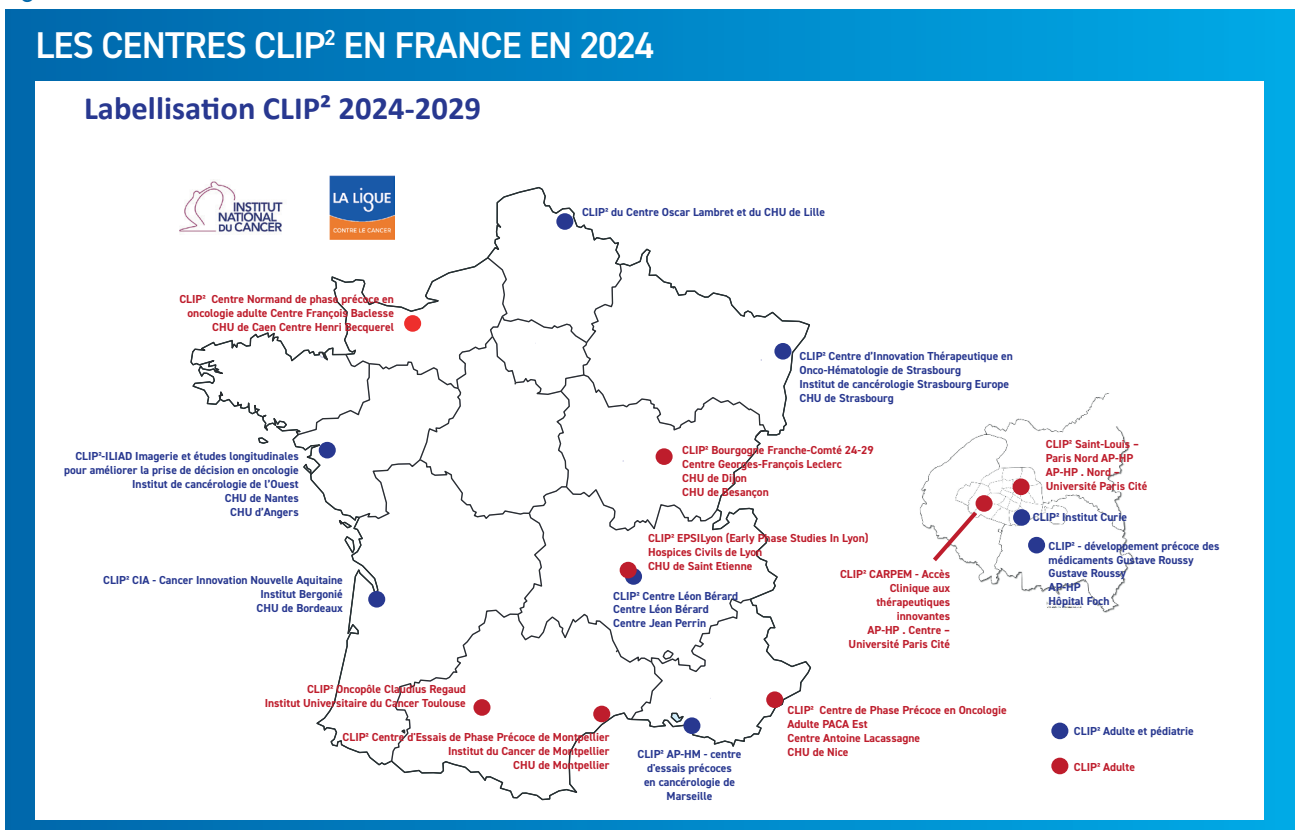 LES CENTRES CLIP² EN FRANCE EN 2024
Labellisation CLIP² 2024-2029
INSTITUT
NATIONAL
DU CANCER
LA LIGUE
CONTRE LE CANCER
CLIP² du Centre Oscar Lambret et du CHU de Lille
CLIP² Centre Normand de phase précoce en
oncologie adulte Centre François Baclesse
CHU de Caen Centre Henri Becquerel
CLIP² Centre d'Innovation Thérapeutique en
Onco-Hématologie de Strasbourg
Institut de cancérologie Strasbourg Europe
CHU de Strasbourg
CLIP²-ILIAD Imagerie et études longitudinales
pour améliorer la prise de décision en oncologie
Institut de cancérologie de l'Ouest
CHU de Nantes
CHU d'Angers
CLIP² Bourgogne Franche-Comté 24-29
Centre Georges-François Leclerc
CHU de Dijon
CHU de Besançon
CLIP² Saint-Louis –
Paris Nord AP-HP
AP-HP . Nord –
Université Paris Cité
CLIP² Institut Curie
CLIP² - développement précoce des
médicaments Gustave Roussy
Gustave Roussy
AP-HP
Hôpital Foch
CLIP² CARPEM - Accès
Clinique aux
thérapeutiques
innovantes
AP-HP . Centre –
Université Paris Cité
CLIP² EPSILyon (Early Phase Studies In Lyon)
Hospices Civils de Lyon
CHU de Saint Etienne
CLIP² Centre Léon Bérard
Centre Léon Bérard
Centre Jean Perrin
CLIP² CIA - Cancer Innovation Nouvelle Aquitaine
Institut Bergonié
CHU de Bordeaux
CLIP² Oncopôle Claudius Regaud
Institut Universitaire du Cancer Toulouse
CLIP² Centre d'Essais de Phase Précoce de Montpellier
Institut du Cancer de Montpellier
CHU de Montpellier
CLIP² AP-HM - centre
d'essais précoces
en cancérologie de
Marseille
CLIP² Centre de Phase Précoce en Oncologie
Adulte PACA Est
Centre Antoine Lacassagne
CHU de Nice
CLIP² Adulte et pédiatrie
CLIP² Adulte